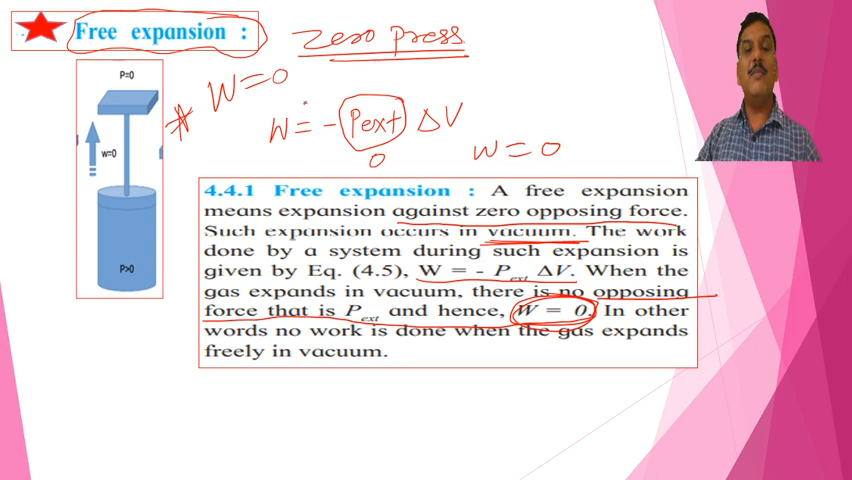 Free expansion :
Zero Press
P=0
W=0
W = - Pext ΔV
0
W = 0
w=0
P>0
4.4.1 Free expansion : A free expansion
means expansion against zero opposing force.
Such expansion occurs in vacuum. The work
done by a system during such expansion is
given by Eq. (4.5), W = - Pext ΔV. When the
gas expands in vacuum, there is no opposing
force that is Pext and hence, W = 0. In other
words no work is done when the gas expands
freely in vacuum.